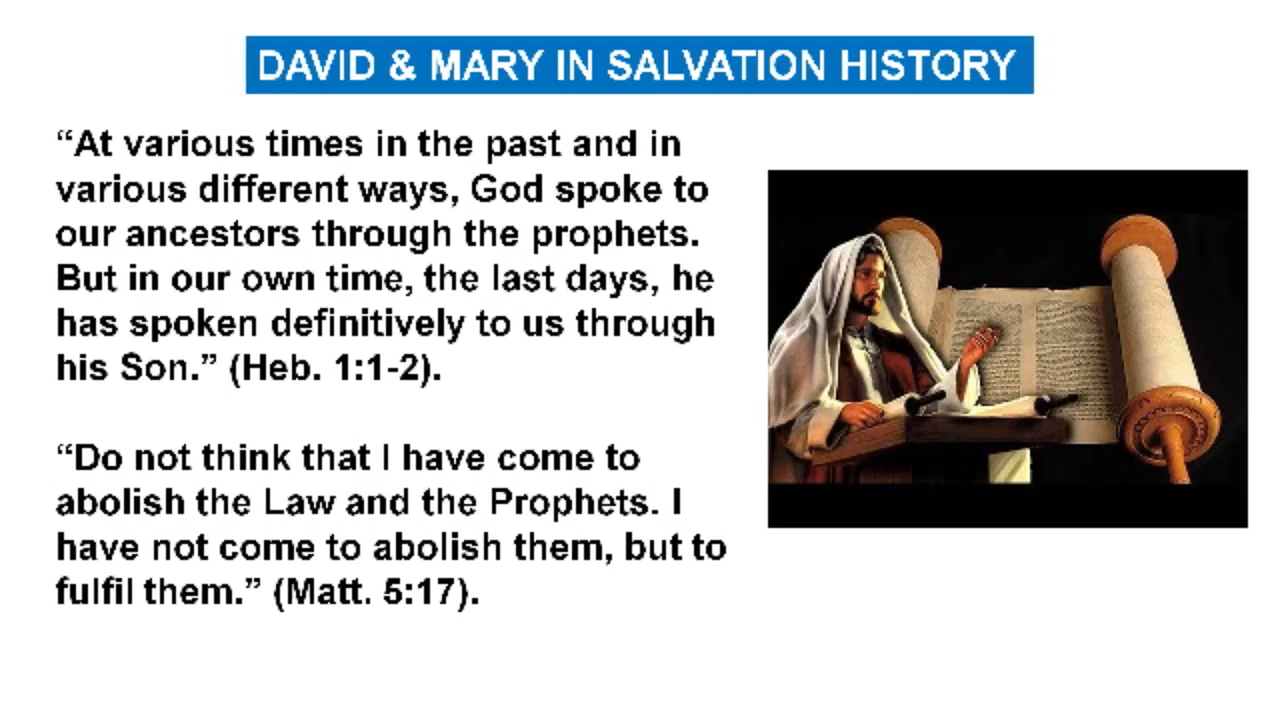 DAVID & MARY IN SALVATION HISTORY
“At various times in the past and in
various different ways, God spoke to
our ancestors through the prophets.
But in our own time, the last days, he
has spoken definitively to us through
his Son.” (Heb. 1:1-2).
“Do not think that I have come to
abolish the Law and the Prophets. I
have not come to abolish them, but to
fulfil them.” (Matt. 5:17).